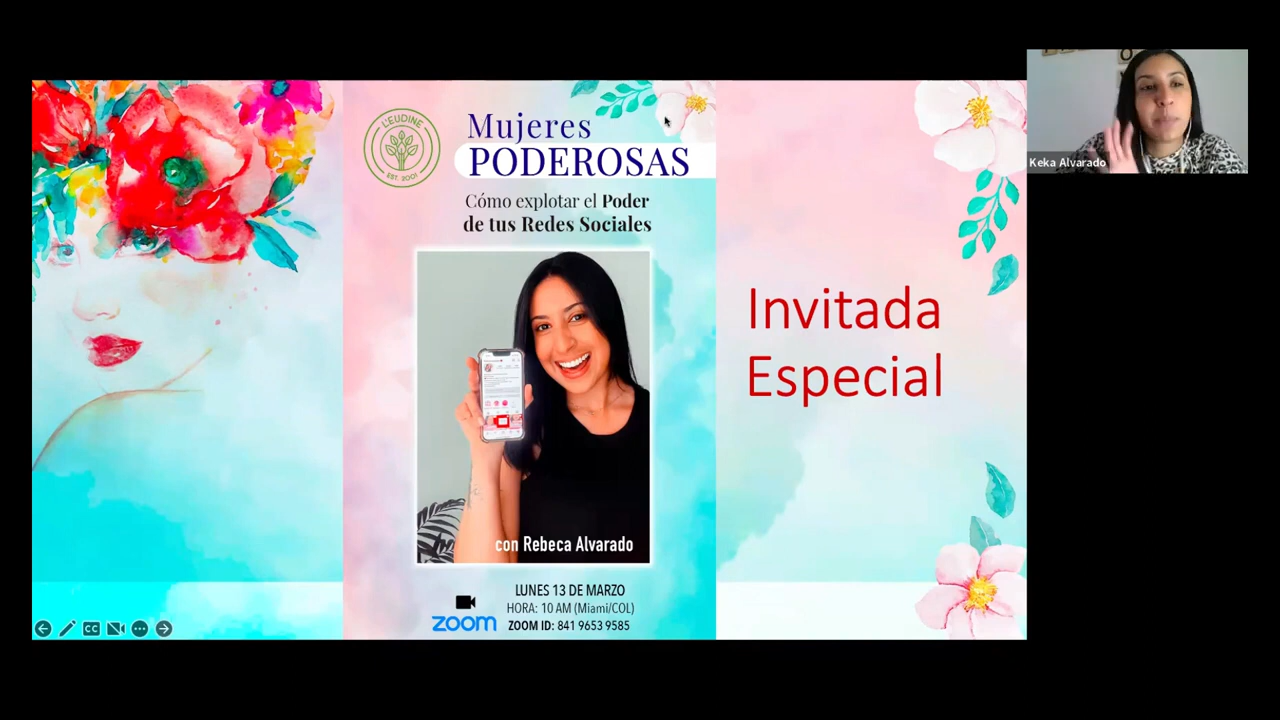 L'EUDINE
EST. 2001
Mujeres
PODEROSAS
Cómo explotar el Poder
de tus Redes Sociales
con Rebeca Alvarado
LUNES 13 DE MARZO
HORA: 10 AM (Miami/COL)
zoom
ZOOM ID: 841 9653 9585
Invitada
Especial
Keka Alvarado
CC